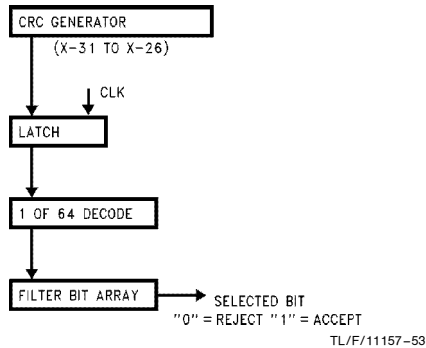 CRC GENERATOR
(X-31 TO X-26)
CLK
LATCH
1 OF 64 DECODE
FILTER BIT ARRAY
SELECTED BIT
"0" = REJECT "1" = ACCEPT
TL/F/11157-53